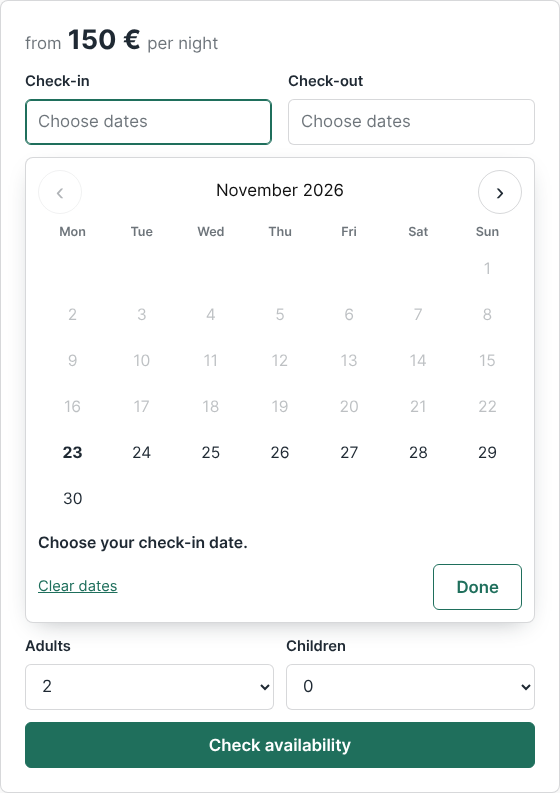 from 150 € per night
Check-in Check-out
Choose dates Choose dates
‹ November 2026 ›
Mon Tue Wed Thu Fri Sat Sun
1
2 3 4 5 6 7 8
9 10 11 12 13 14 15
16 17 18 19 20 21 22
23 24 25 26 27 28 29
30
Choose your check-in date.
Clear dates Done
Adults Children
2 0
Check availability